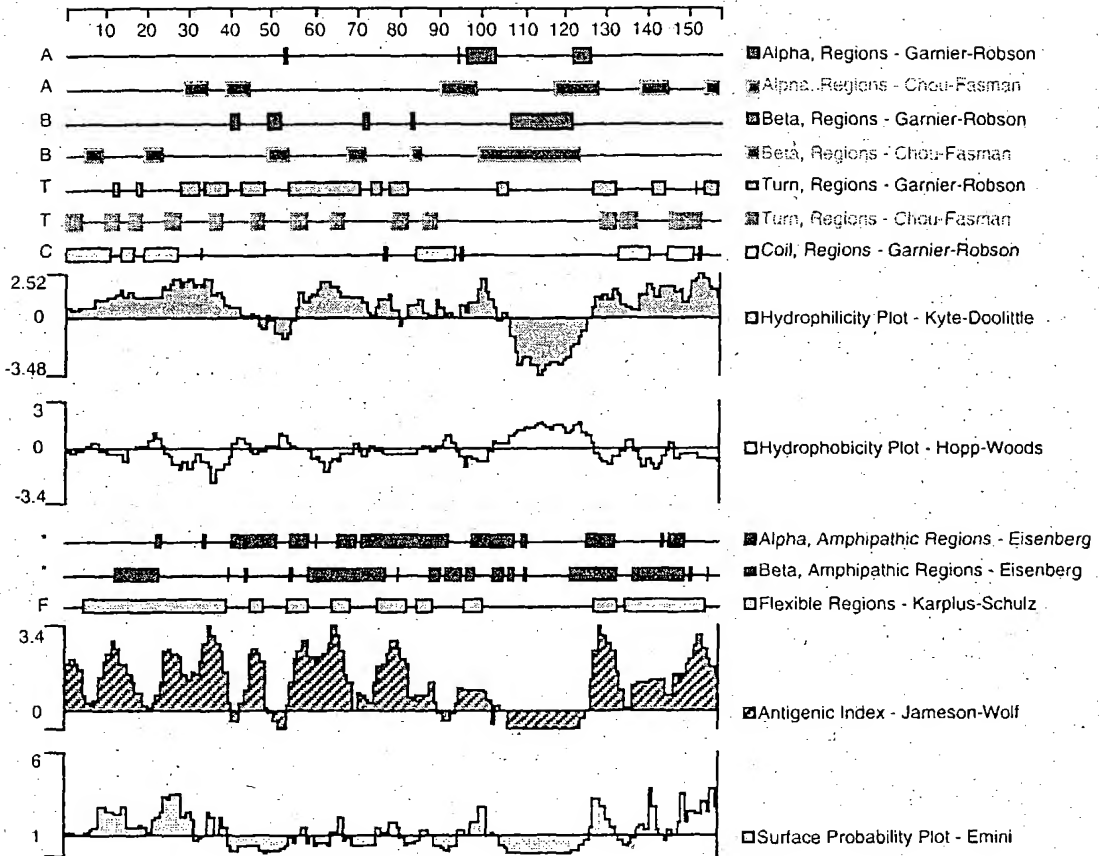 10 20 30 40 50 60 70 80 90 100 110 120 130 140 150
A Alpha, Regions - Garnier-Robson
A Alpha, Regions - Chou-Fasman
B Beta, Regions - Garnier-Robson
B Beta, Regions - Chou-Fasman
T Turn, Regions - Garnier-Robson
T Turn, Regions - Chou-Fasman
C Coil, Regions - Garnier-Robson
2.52
0 Hydrophilicity Plot - Kyte-Doolittle
-3.48
3
0 Hydrophobicity Plot - Hopp-Woods
-3.4
* Alpha, Amphipathic Regions - Eisenberg
* Beta, Amphipathic Regions - Eisenberg
F Flexible Regions - Karplus-Schulz
3.4
0 Antigenic Index - Jameson-Wolf
6
1 Surface Probability Plot - Emini